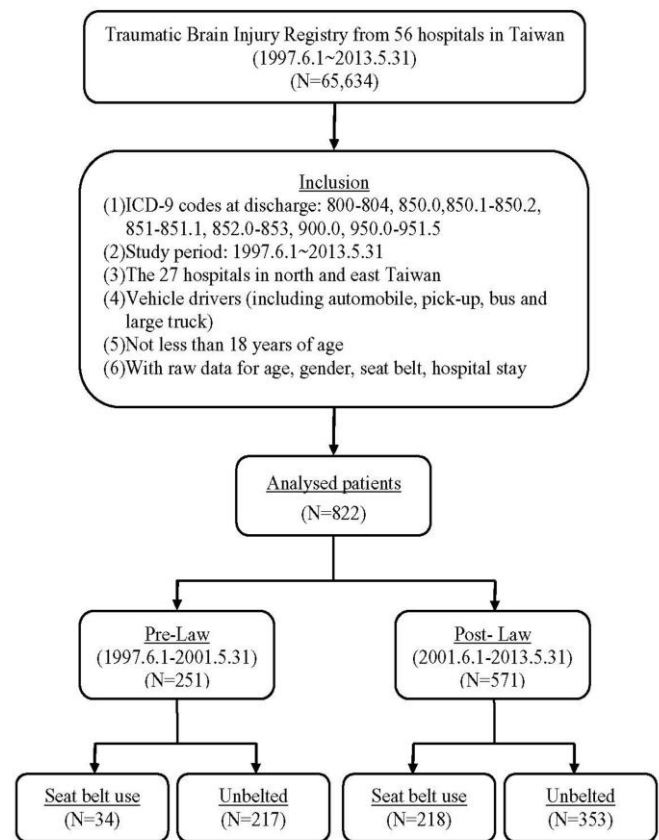 Traumatic Brain Injury Registry from 56 hospitals in Taiwan
(1997.6.1~2013.5.31)
(N=65,634)
Inclusion
(1)ICD-9 codes at discharge: 800-804, 850.0,850.1-850.2,
851-851.1, 852.0-853, 900.0, 950.0-951.5
(2)Study period: 1997.6.1~2013.5.31
(3)The 27 hospitals in north and east Taiwan
(4)Vehicle drivers (including automobile, pick-up, bus and
large truck)
(5)Not less than 18 years of age
(6)With raw data for age, gender, seat belt, hospital stay
Analysed patients
(N=822)
Pre-Law
(1997.6.1-2001.5.31)
(N=251)
Post- Law
(2001.6.1-2013.5.31)
(N=571)
Seat belt use
(N=34)
Unbelted
(N=217)
Seat belt use
(N=218)
Unbelted
(N=353)